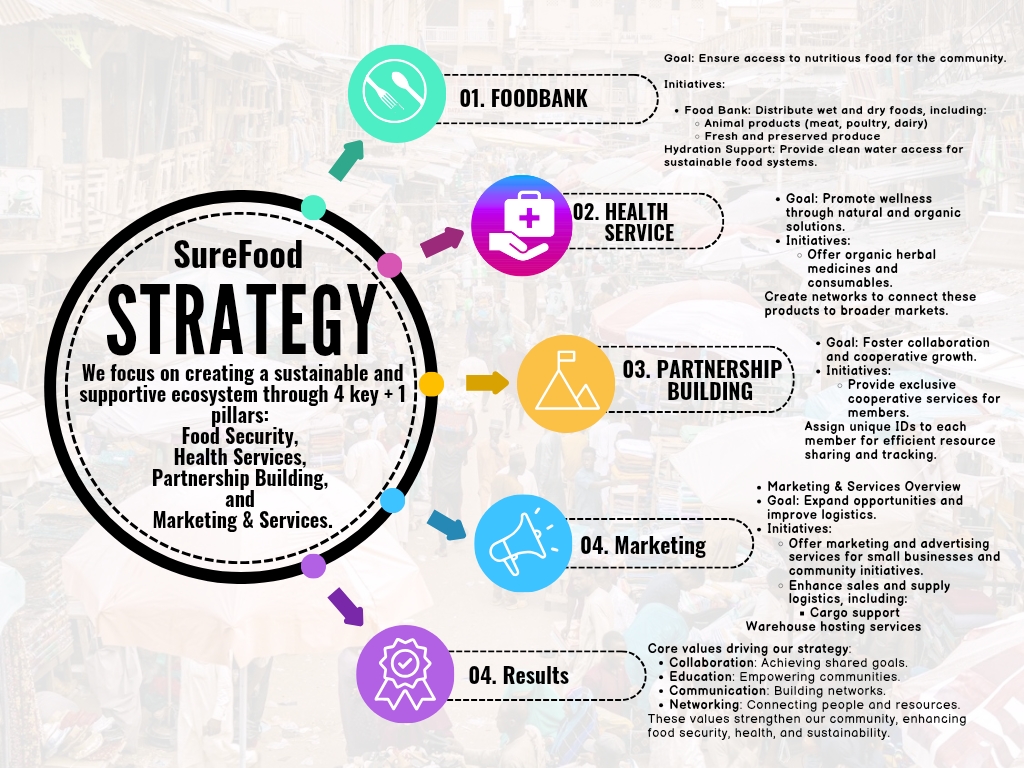 SureFood
STRATEGY
We focus on creating a sustainable and
supportive ecosystem through 4 key + 1
pillars:
Food Security,
Health Services,
Partnership Building,
and
Marketing & Services.
01. FOODBANK
Goal: Ensure access to nutritious food for the community.
Initiatives:
• Food Bank: Distribute wet and dry foods, including:
◦ Animal products (meat, poultry, dairy)
◦ Fresh and preserved produce
Hydration Support: Provide clean water access for
sustainable food systems.
02. HEALTH
SERVICE
• Goal: Promote wellness
through natural and organic
solutions.
• Initiatives:
◦ Offer organic herbal
medicines and
consumables.
Create networks to connect these
products to broader markets.
03. PARTNERSHIP
BUILDING
• Goal: Foster collaboration
and cooperative growth.
• Initiatives:
◦ Provide exclusive
cooperative services for
members.
Assign unique IDs to each
member for efficient resource
sharing and tracking.
04. Marketing
• Marketing & Services Overview
• Goal: Expand opportunities and
improve logistics.
• Initiatives:
◦ Offer marketing and advertising
services for small businesses and
community initiatives.
◦ Enhance sales and supply
logistics, including:
▪ Cargo support
Warehouse hosting services
04. Results
Core values driving our strategy:
• Collaboration: Achieving shared goals.
• Education: Empowering communities.
• Communication: Building networks.
• Networking: Connecting people and resources.
These values strengthen our community, enhancing
food security, health, and sustainability.